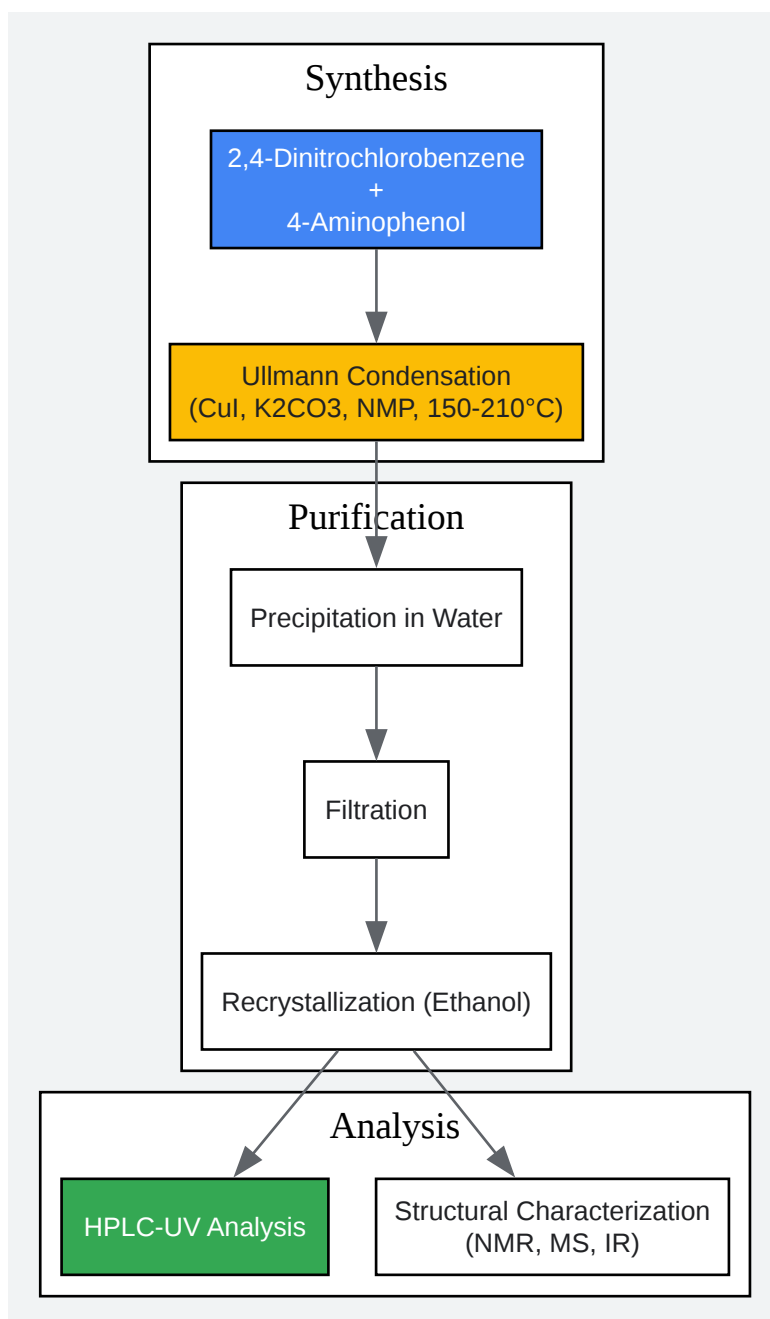 Synthesis
2,4-Dinitrochlorobenzene
+
4-Aminophenol
Ullmann Condensation
(CuI, K2CO3, NMP, 150-210°C)
Purification
Precipitation in Water
Filtration
Recrystallization (Ethanol)
Analysis
HPLC-UV Analysis
Structural Characterization
(NMR, MS, IR)